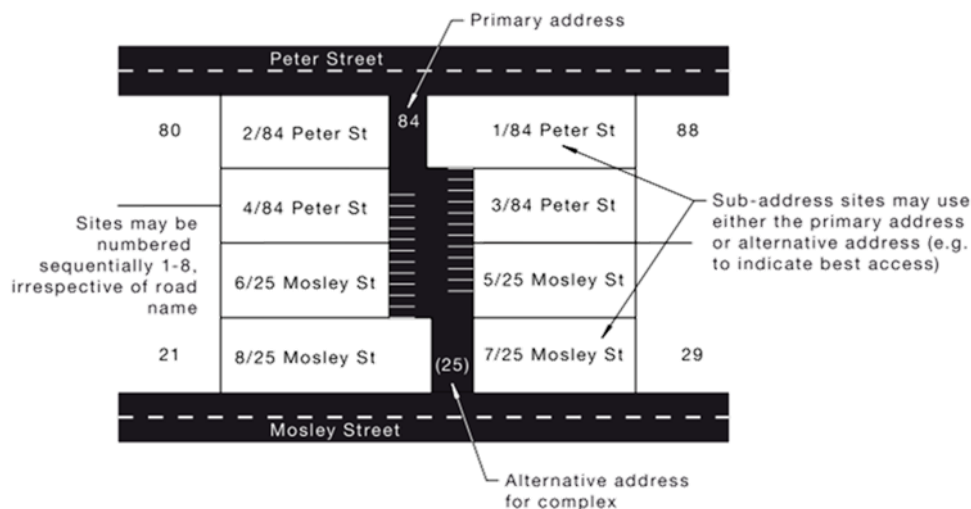 Primary address
Peter Street
84
80
2/84 Peter St
1/84 Peter St
88
4/84 Peter St
3/84 Peter St
Sub-address sites may use
either the primary address
or alternative address (e.g.
to indicate best access)
Sites may be
numbered
sequentially 1-8,
irrespective of road
name
6/25 Mosley St
5/25 Mosley St
21
8/25 Mosley St
(25)
7/25 Mosley St
29
Mosley Street
Alternative address
for complex